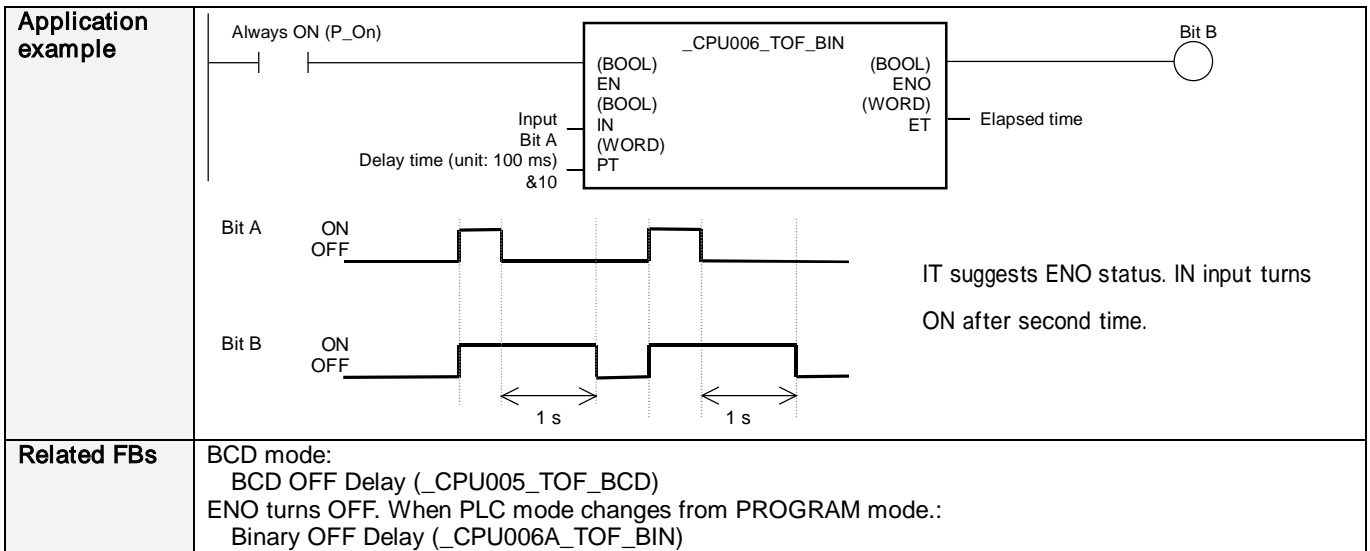 Application
example
Always ON (P_On)
_CPU006_TOF_BIN
Bit B
(BOOL)
EN
(BOOL)
ENO
(BOOL)
IN
(WORD)
ET
Input
Bit A
Elapsed time
(WORD)
PT
Delay time (unit: 100 ms)
&10
Bit A
ON
OFF
IT suggests ENO status. IN input turns
ON after second time.
Bit B
ON
OFF
1 s
1 s
Related FBs
BCD mode:
BCD OFF Delay (_CPU005_TOF_BCD)
ENO turns OFF. When PLC mode changes from PROGRAM mode.:
Binary OFF Delay (_CPU006A_TOF_BIN)